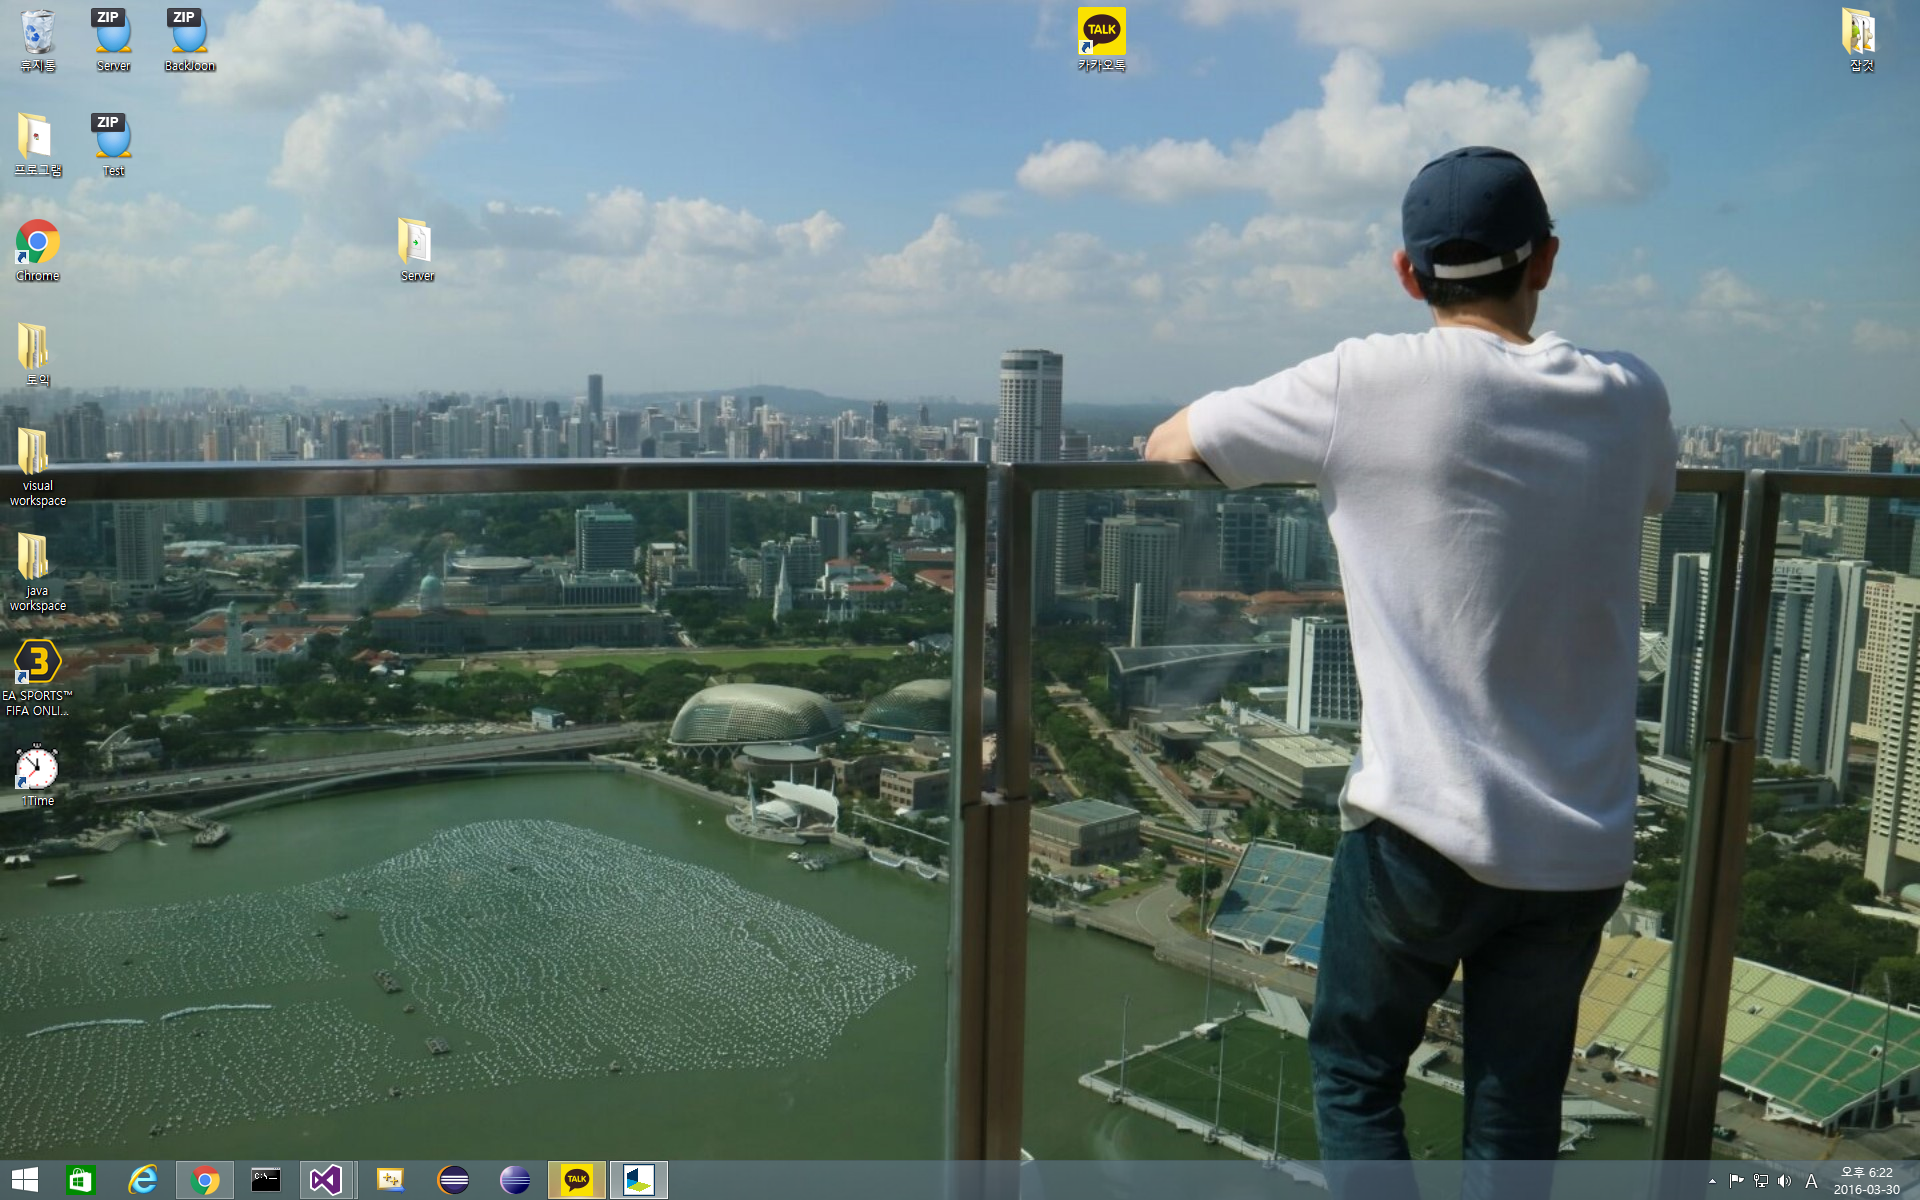 ZIP
ZIP
TALK
휴지통
Server
BackJoon
카카오톡
잡것
ZIP
프로그램
Test
Chrome
Server
토익
visual
workspace
java
workspace
3
EA SPORTS™
FIFA ONLI...
1Time
TALK
C:\
A
오후 6:22
2016-03-30